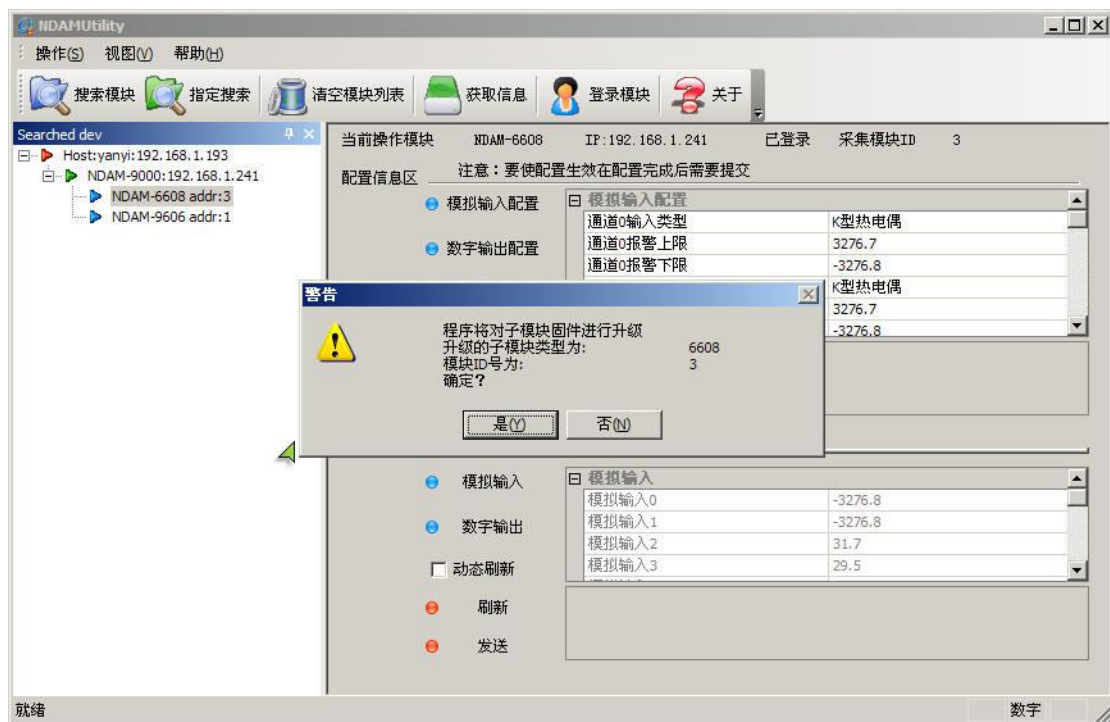 NDAMUtility
操作(S) 视图(V) 帮助(H)
搜索模块 指定搜索 清空模块列表 获取信息 登录模块 关于
Searched dev
Host:yanyi:192.168.1.193
NDAM-9000:192.168.1.241
NDAM-6608 addr:3
NDAM-9606 addr:1
当前操作模块 NDAM-6608 IP:192.168.1.241 已登录 采集模块ID 3
配置信息区 注意：要使配置生效在配置完成后需要提交
模拟输入配置
数字输出配置
模拟输入配置
通道0输入类型 K型热电偶
通道0报警上限 3276.7
通道0报警下限 -3276.8
K型热电偶
3276.7
-3276.8
警告
程序将对子模块固件进行升级
升级的子模块类型为: 6608
模块ID号为: 3
确定?
是(Y) 否(N)
模拟输入
数字输出
动态刷新
刷新
发送
模拟输入
模拟输入0 -3276.8
模拟输入1 -3276.8
模拟输入2 31.7
模拟输入3 29.5
就绪 数字